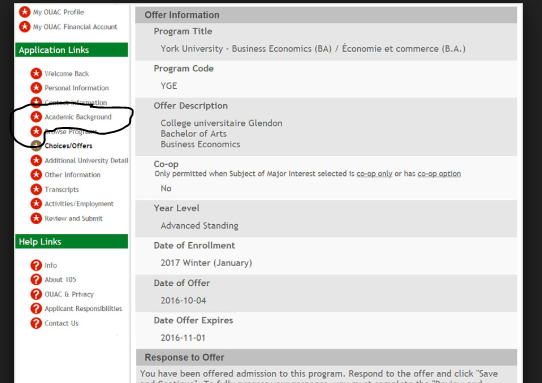 My OUAC Profile
My OUAC Financial Account
Application Links
Welcome Back
Personal Information
Contact Information
Academic Background
Browse Programs
Choices/Offers
Additional University Detail
Other Information
Transcripts
Activities/Employment
Review and Submit
Help Links
Info
About 105
OUAC & Privacy
Applicant Responsibilities
Contact Us
Offer Information
Program Title
York University - Business Economics (BA) / Économie et commerce (B.A.)
Program Code
YGE
Offer Description
College universitaire Glendon
Bachelor of Arts
Business Economics
Co-op
Only permitted when Subject of Major Interest selected is co-op only or has co-op option
No
Year Level
Advanced Standing
Date of Enrollment
2017 Winter (January)
Date of Offer
2016-10-04
Date Offer Expires
2016-11-01
Response to Offer
You have been offered admission to this program. Respond to the offer and click "Save